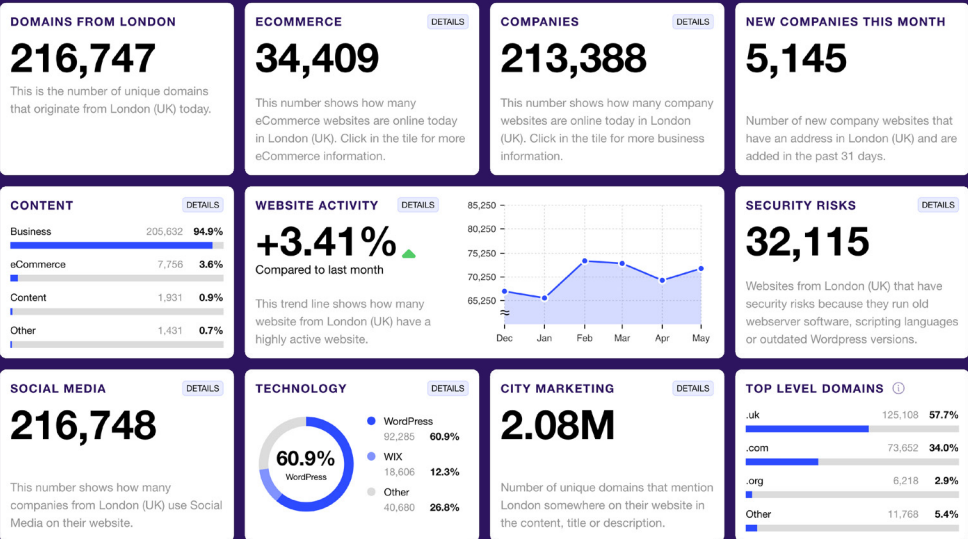 DOMAINS FROM LONDON
216,747
This is the number of unique domains
that originate from London (UK) today.
ECOMMERCE
DETAILS
34,409
This number shows how many
eCommerce websites are online today
in London (UK). Click in the tile for more
eCommerce information.
COMPANIES
DETAILS
213,388
This number shows how many company
websites are online today in London
(UK). Click in the tile for more business
information.
NEW COMPANIES THIS MONTH
5,145
Number of new company websites that
have an address in London (UK) and are
added in the past 31 days.
CONTENT
DETAILS
Business 205,632 94.9%
eCommerce 7,756 3.6%
Content 1,931 0.9%
Other 1,431 0.7%
WEBSITE ACTIVITY
DETAILS
+3.41%
Compared to last month
This trend line shows how many
website from London (UK) have a
highly active website.
85,250
80,250
75,250
70,250
65,250
≈
Dec Jan Feb Mar Apr May
SECURITY RISKS
DETAILS
32,115
Websites from London (UK) that have
security risks because they run old
webserver software, scripting languages
or outdated Wordpress versions.
SOCIAL MEDIA
DETAILS
216,748
This number shows how many
companies from London (UK) use Social
Media on their website.
TECHNOLOGY
DETAILS
60.9%
WordPress
WordPress
92,285 60.9%
WIX
18,606 12.3%
Other
40,680 26.8%
CITY MARKETING
DETAILS
2.08M
Number of unique domains that mention
London somewhere on their website in
the content, title or description.
TOP LEVEL DOMAINS i
.uk 125,108 57.7%
.com 73,652 34.0%
.org 6,218 2.9%
Other 11,768 5.4%